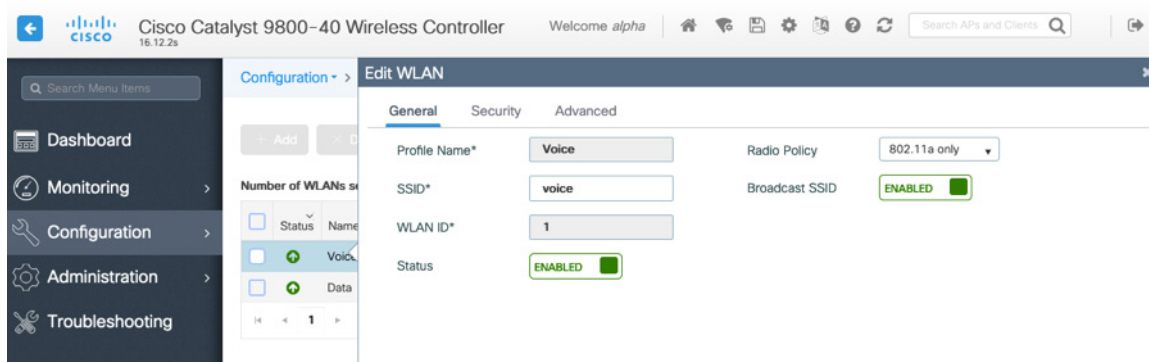 CISCO
Cisco Catalyst 9800-40 Wireless Controller
16.12.2s
Welcome alpha
Search APs and Clients
Search Menu Items
Dashboard
Monitoring
Configuration
Administration
Troubleshooting
Configuration >
+ Add
× D
Number of WLANs se
Status Name
Voice
Data
1
Edit WLAN
General Security Advanced
Profile Name* Voice
SSID* voice
WLAN ID* 1
Status ENABLED
Radio Policy 802.11a only
Broadcast SSID ENABLED